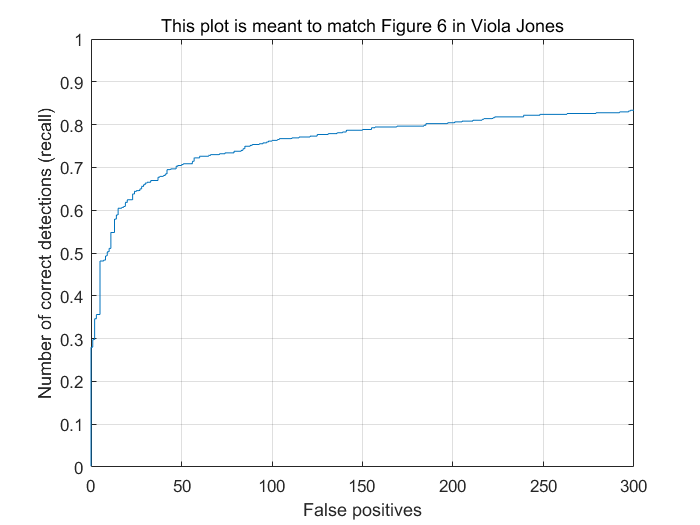 This plot is meant to match Figure 6 in Viola Jones
1
0.9
0.8
0.7
0.6
0.5
0.4
0.3
0.2
0.1
0
Number of correct detections (recall)
0 50 100 150 200 250 300
False positives